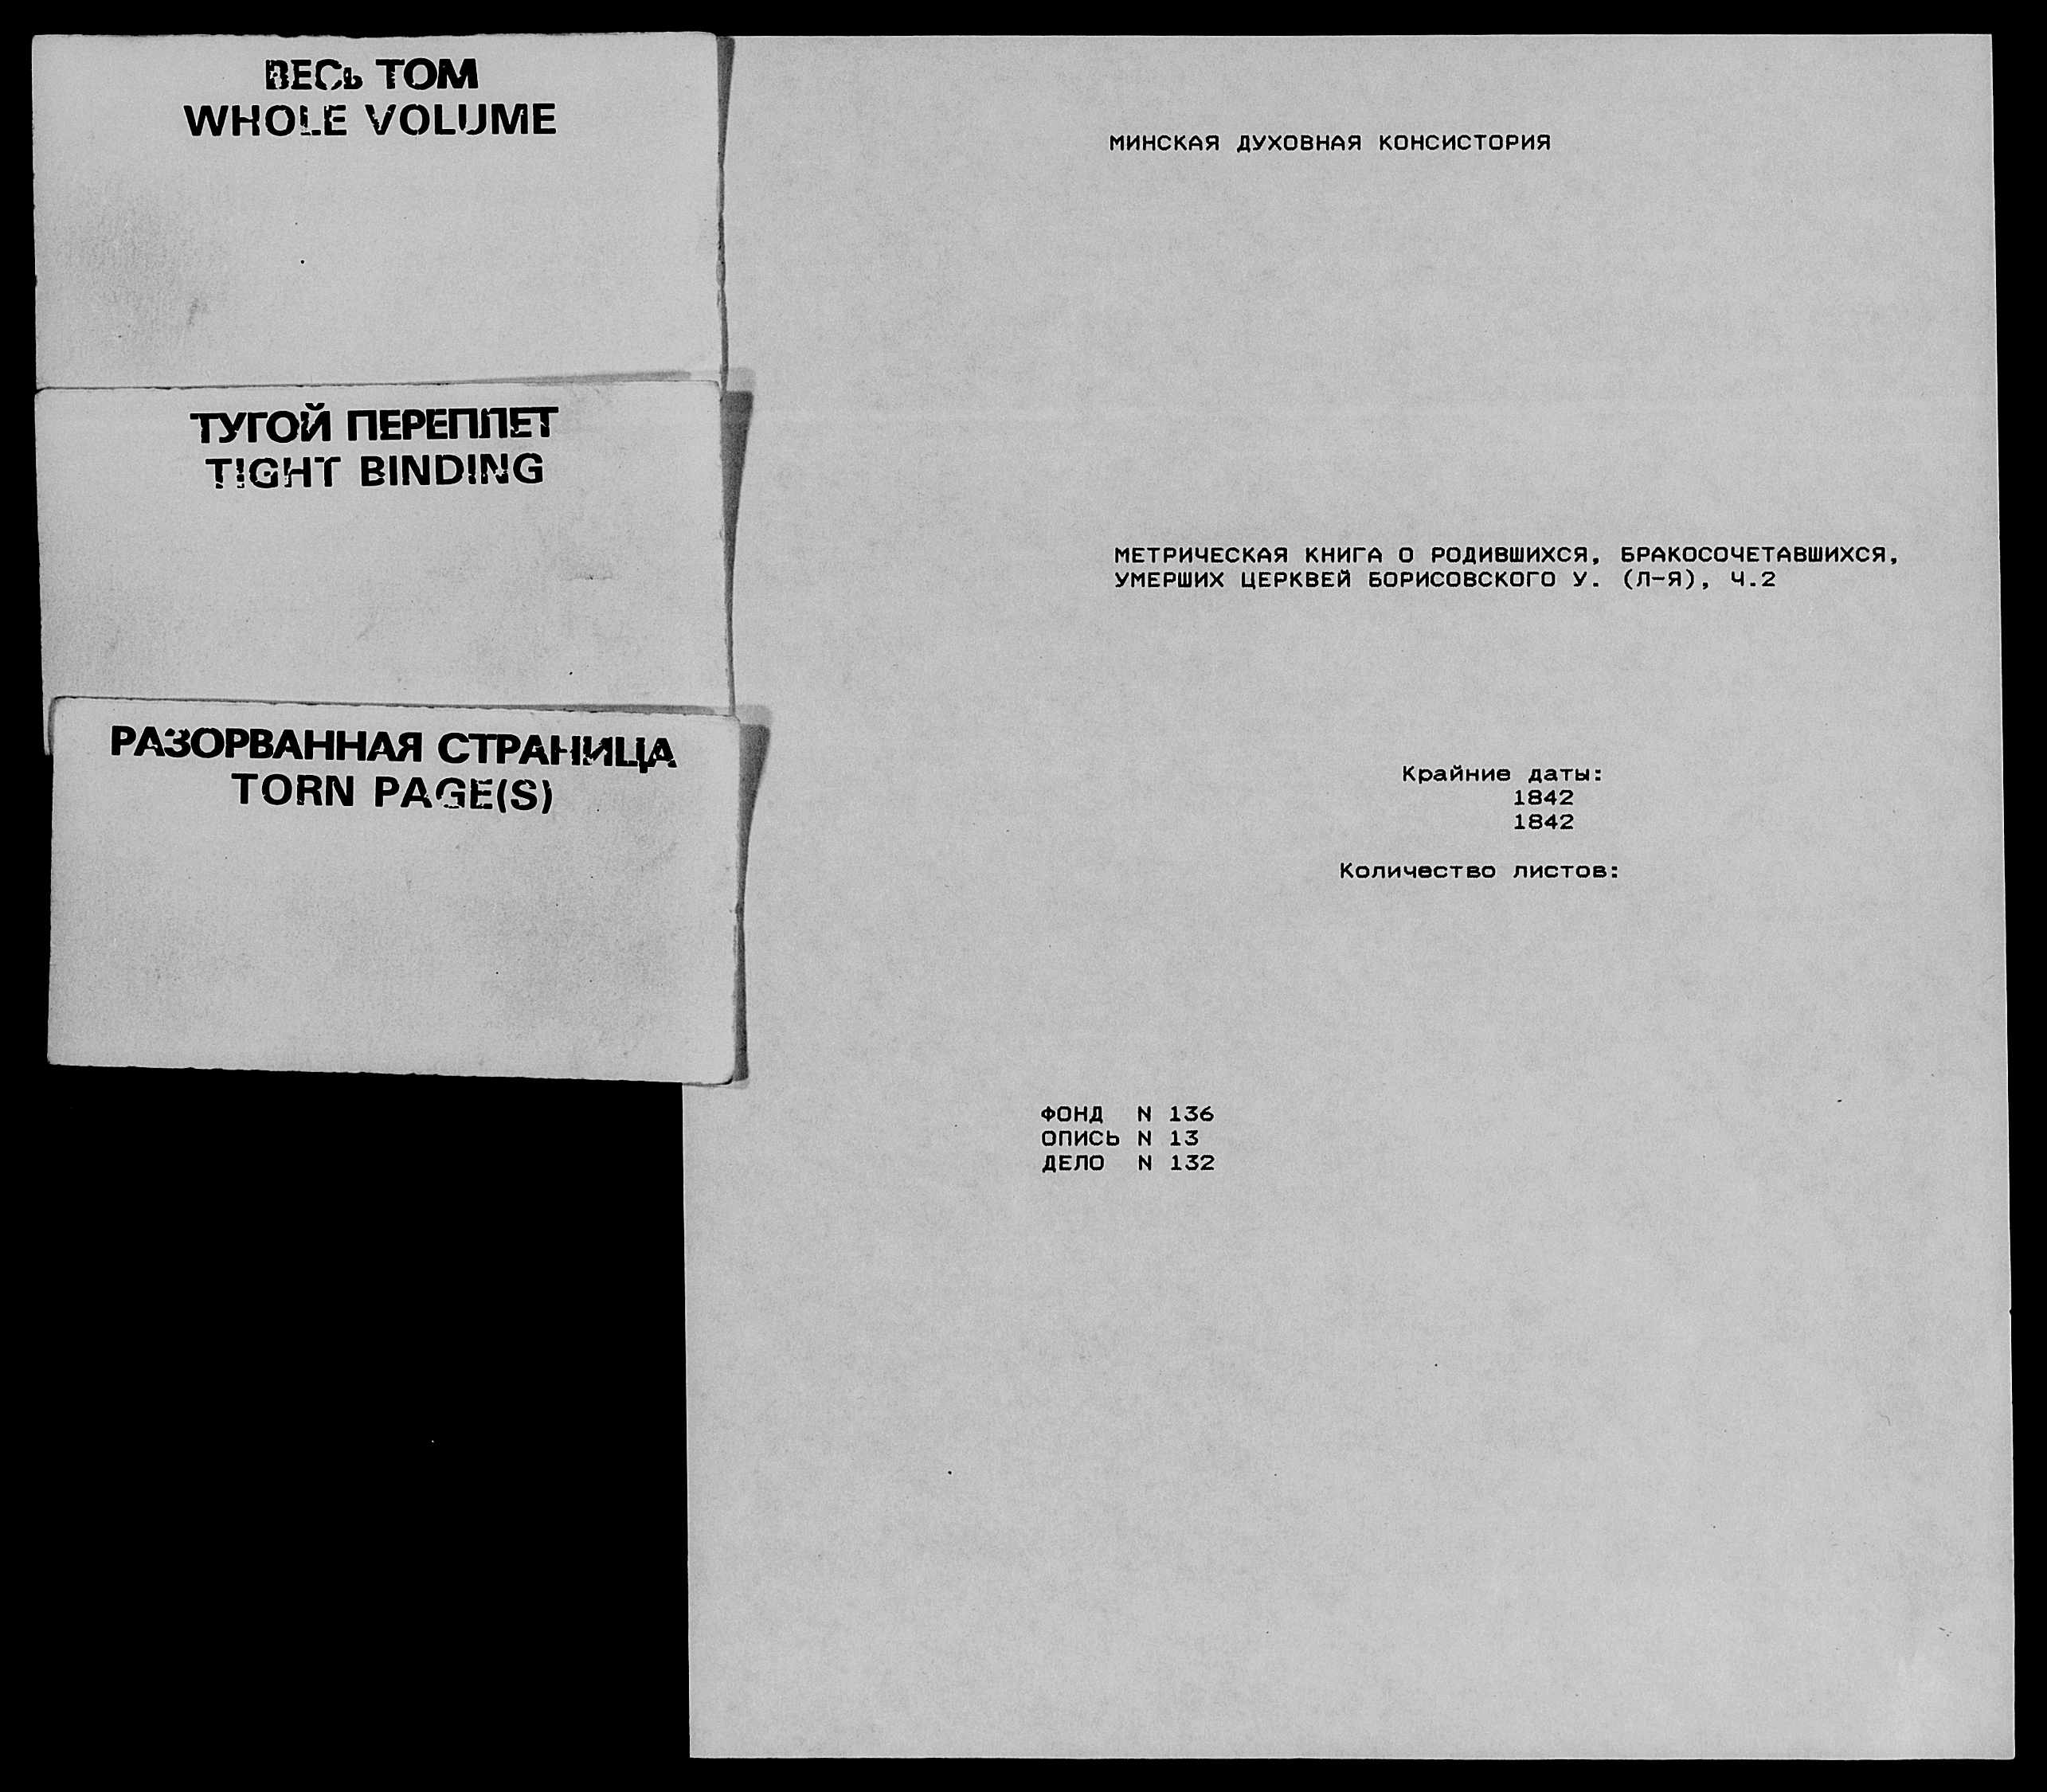 ВЕСЬ ТОМ
WHOLE VOLUME
ТУГОЙ ПЕРЕПЛЕТ
TIGHT BINDING
РАЗОРВАННАЯ СТРАНИЦА
TORN PAGE(S)
МИНСКАЯ ДУХОВНАЯ КОНСИСТОРИЯ
МЕТРИЧЕСКАЯ КНИГА О РОДИВШИХСЯ, БРАКОСОЧЕТАВШИХСЯ,
УМЕРШИХ ЦЕРКВЕЙ БОРИСОВСКОГО У. (Л-Я), Ч.2
Крайние даты:
1842
1842
Количество листов:
ФОНД N 136
ОПИСЬ N 13
ДЕЛО N 132